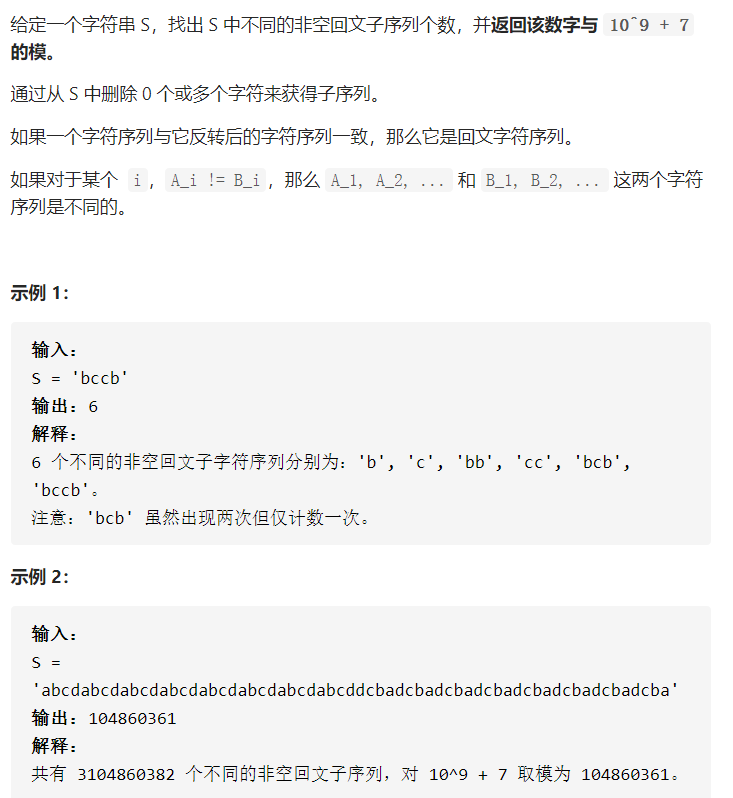 给定一个字符串 S，找出 S 中不同的非空回文子序列个数，并返回该数字与 10^9 + 7
的模。
通过从 S 中删除 0 个或多个字符来获得子序列。
如果一个字符序列与它反转后的字符序列一致，那么它是回文字符序列。
如果对于某个 i，A_i != B_i，那么 A_1, A_2, ... 和 B_1, B_2, ... 这两个字符
序列是不同的。
示例 1：
输入：
S = 'bccb'
输出：6
解释：
6 个不同的非空回文子字符序列分别为：'b', 'c', 'bb', 'cc', 'bcb',
'bccb'。
注意：'bcb' 虽然出现两次但仅计数一次。
示例 2：
输入：
S =
'abcdabcdabcdabcdabcdabcdabcdabcddcbadcbadcbadcbadcbadcbadcbadcba'
输出：104860361
解释：
共有 3104860382 个不同的非空回文子序列，对 10^9 + 7 取模为 104860361。